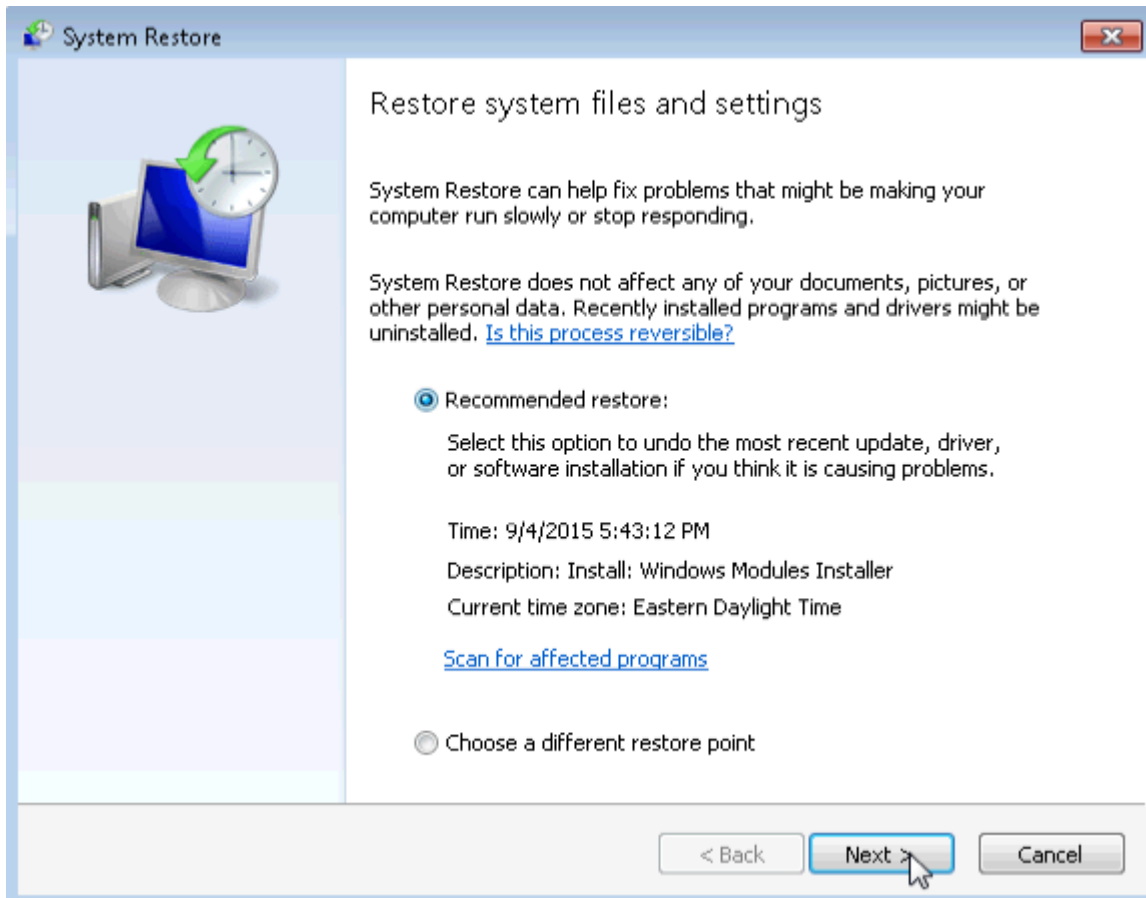 System Restore
Restore system files and settings
System Restore can help fix problems that might be making your
computer run slowly or stop responding.
System Restore does not affect any of your documents, pictures, or
other personal data. Recently installed programs and drivers might be
uninstalled. Is this process reversible?
Recommended restore:
Select this option to undo the most recent update, driver,
or software installation if you think it is causing problems.
Time: 9/4/2015 5:43:12 PM
Description: Install: Windows Modules Installer
Current time zone: Eastern Daylight Time
Scan for affected programs
Choose a different restore point
< Back Next > Cancel